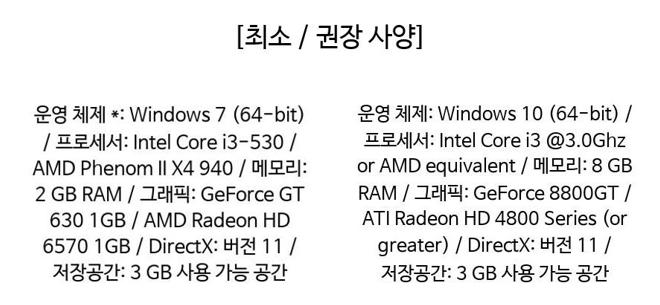 [최소 / 권장 사양]
운영 체제 *: Windows 7 (64-bit)
/ 프로세서: Intel Core i3-530 /
AMD Phenom II X4 940 / 메모리:
2 GB RAM / 그래픽: GeForce GT
630 1GB / AMD Radeon HD
6570 1GB / DirectX: 버전 11 /
저장공간: 3 GB 사용 가능 공간
운영 체제: Windows 10 (64-bit) /
프로세서: Intel Core i3 @3.0Ghz
or AMD equivalent / 메모리: 8 GB
RAM / 그래픽: GeForce 8800GT /
ATI Radeon HD 4800 Series (or
greater) / DirectX: 버전 11 /
저장공간: 3 GB 사용 가능 공간